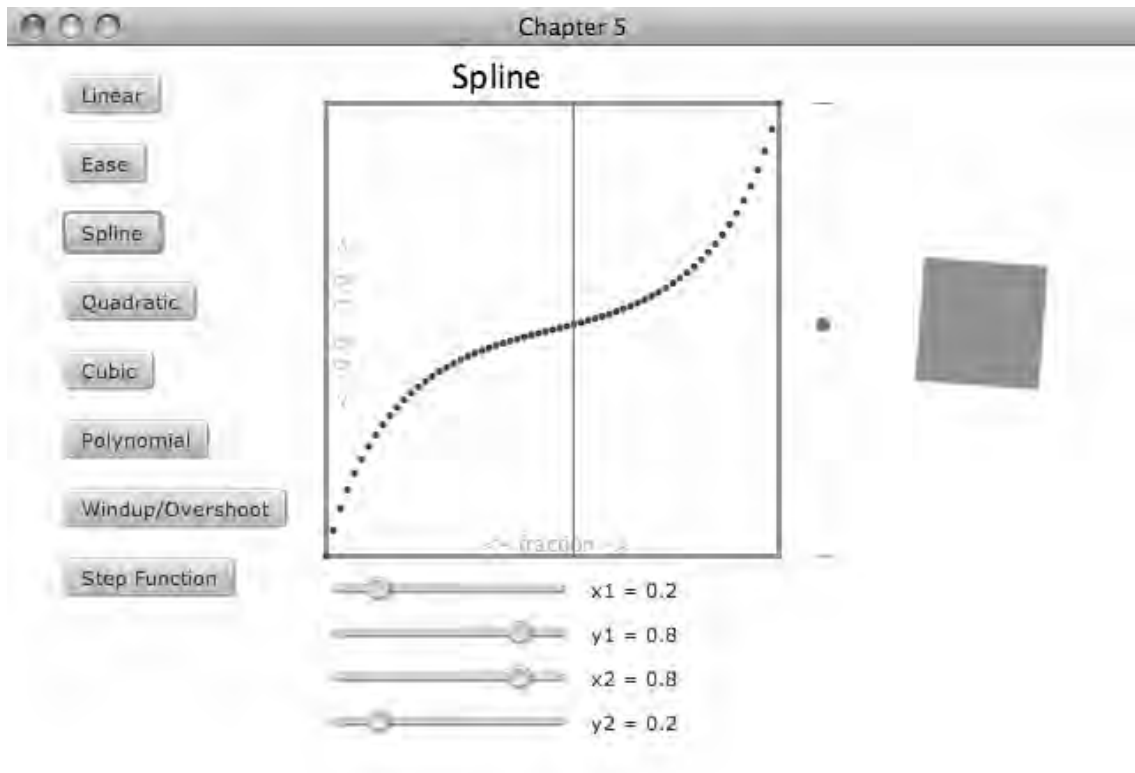 Chapter 5
Spline
Linear
Ease
Spline
Quadratic
Cubic
Polynomial
Windup/Overshoot
Step Function
<- fraction ->
x1 = 0.2
y1 = 0.8
x2 = 0.8
y2 = 0.2